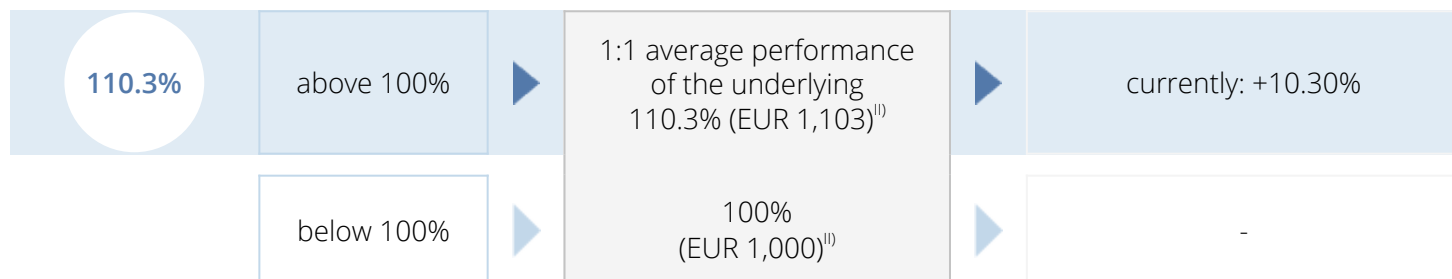 110.3%
above 100%
1:1 average performance
of the underlying
110.3% (EUR 1,103)II)
currently: +10.30%
below 100%
100%
(EUR 1,000)II)
-